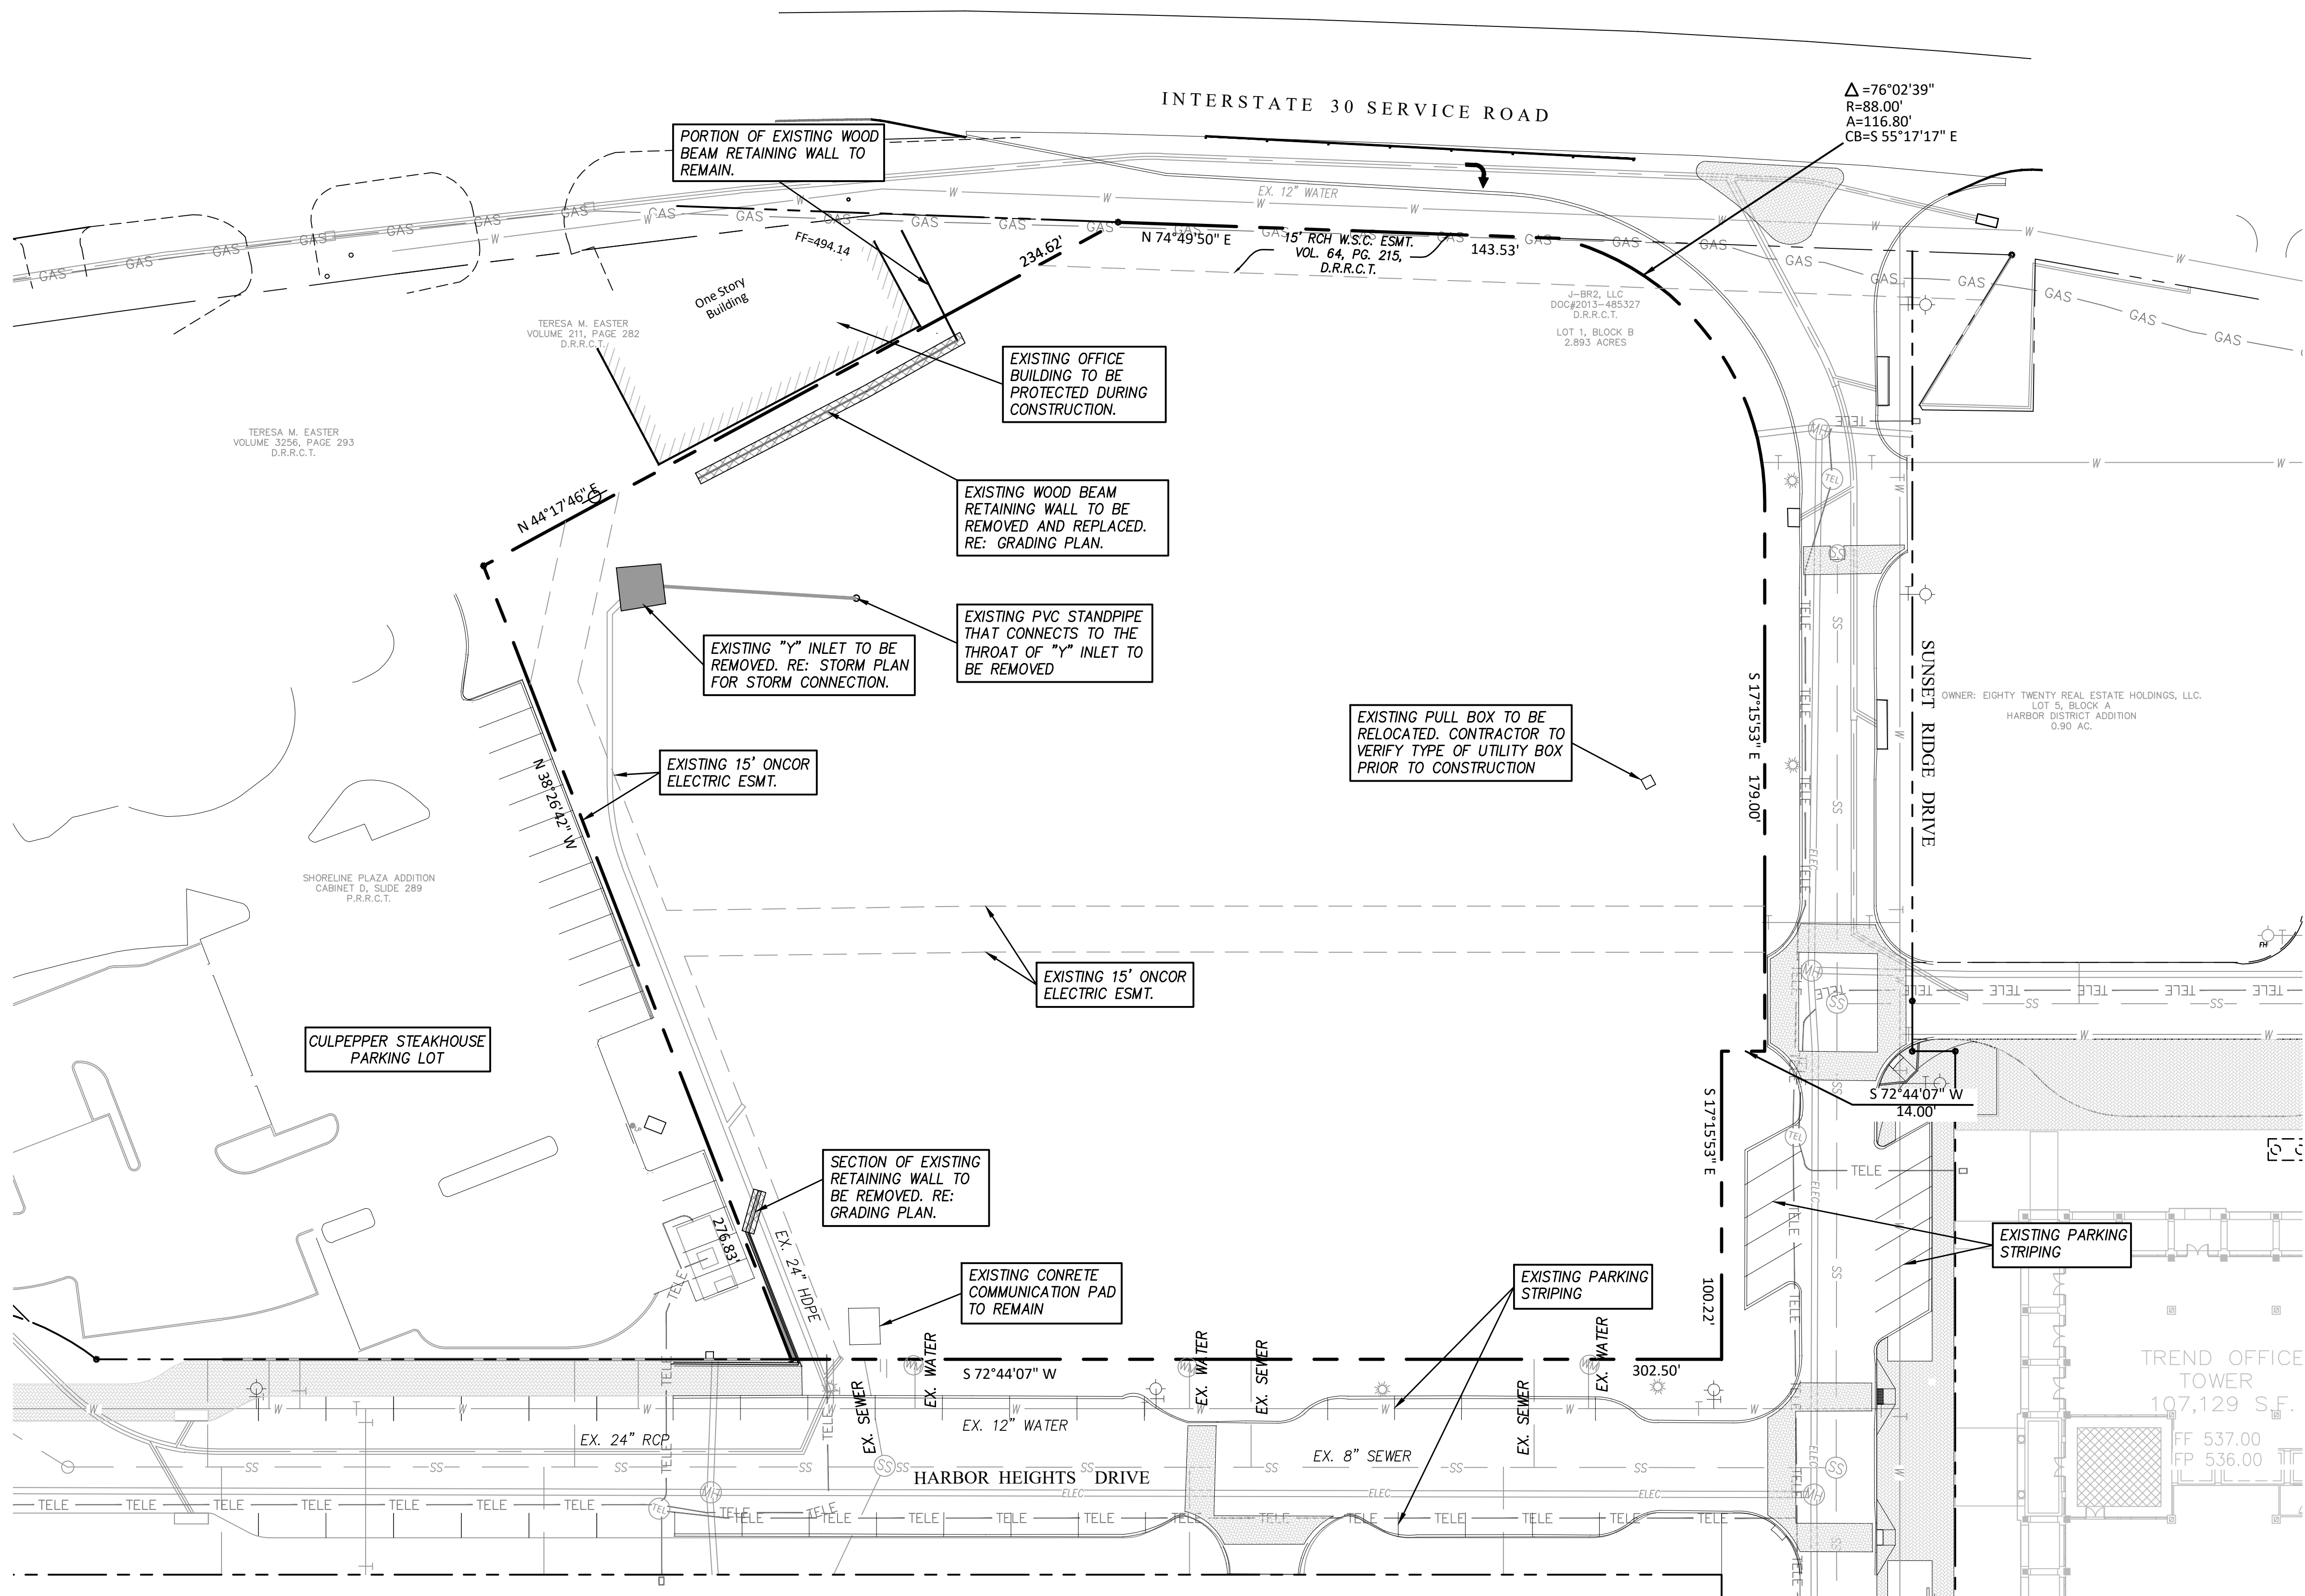 INTERSTATE 30 SERVICE ROAD
Δ =76°02'39"
R=88.00'
A=116.80'
CB=S 55°17'17" E
PORTION OF EXISTING WOOD
BEAM RETAINING WALL TO
REMAIN.
EX. 12" WATER
FF=494.14
234.62'
N 74°49'50" E
15' RCH W.S.C. ESMT.
VOL. 64, PG. 215,
D.R.R.C.T.
143.53'
One Story
Building
TERESA M. EASTER
VOLUME 211, PAGE 282
D.R.R.C.T.
J-BR2, LLC
DOC#2013-485327
D.R.R.C.T.
LOT 1, BLOCK B
2.893 ACRES
EXISTING OFFICE
BUILDING TO BE
PROTECTED DURING
CONSTRUCTION.
TERESA M. EASTER
VOLUME 3256, PAGE 293
D.R.R.C.T.
EXISTING WOOD BEAM
RETAINING WALL TO BE
REMOVED AND REPLACED.
RE: GRADING PLAN.
N 44°17'46" E
EXISTING PVC STANDPIPE
THAT CONNECTS TO THE
THROAT OF "Y" INLET TO
BE REMOVED
EXISTING "Y" INLET TO BE
REMOVED. RE: STORM PLAN
FOR STORM CONNECTION.
S 17°15'53" E 179.00'
SUNSET RIDGE DRIVE
OWNER: EIGHTY TWENTY REAL ESTATE HOLDINGS, LLC.
LOT 5, BLOCK A
HARBOR DISTRICT ADDITION
0.90 AC.
EXISTING PULL BOX TO BE
RELOCATED. CONTRACTOR TO
VERIFY TYPE OF UTILITY BOX
PRIOR TO CONSTRUCTION
EXISTING 15' ONCOR
ELECTRIC ESMT.
N 38°26'42" W
SHORELINE PLAZA ADDITION
CABINET D, SLIDE 289
P.R.R.C.T.
FH
EXISTING 15' ONCOR
ELECTRIC ESMT.
CULPEPPER STEAKHOUSE
PARKING LOT
S 72°44'07" W
14.00'
S 17°15'53" E
100.22'
SECTION OF EXISTING
RETAINING WALL TO
BE REMOVED. RE:
GRADING PLAN.
276.83'
EX. 24" HDPE
EXISTING CONRETE
COMMUNICATION PAD
TO REMAIN
EXISTING PARKING
STRIPING
EXISTING PARKING
STRIPING
S 72°44'07" W
302.50'
EX. SEWER
EX. WATER
EX. WATER
EX. SEWER
EX. SEWER
EX. WATER
EX. 12" WATER
EX. 24" RCP
EX. 8" SEWER
HARBOR HEIGHTS DRIVE
TREND OFFICE
TOWER
107,129 S.F.
FF 537.00
FP 536.00
GAS
W
TELE
SS
ELEC
MH
TEL
WM